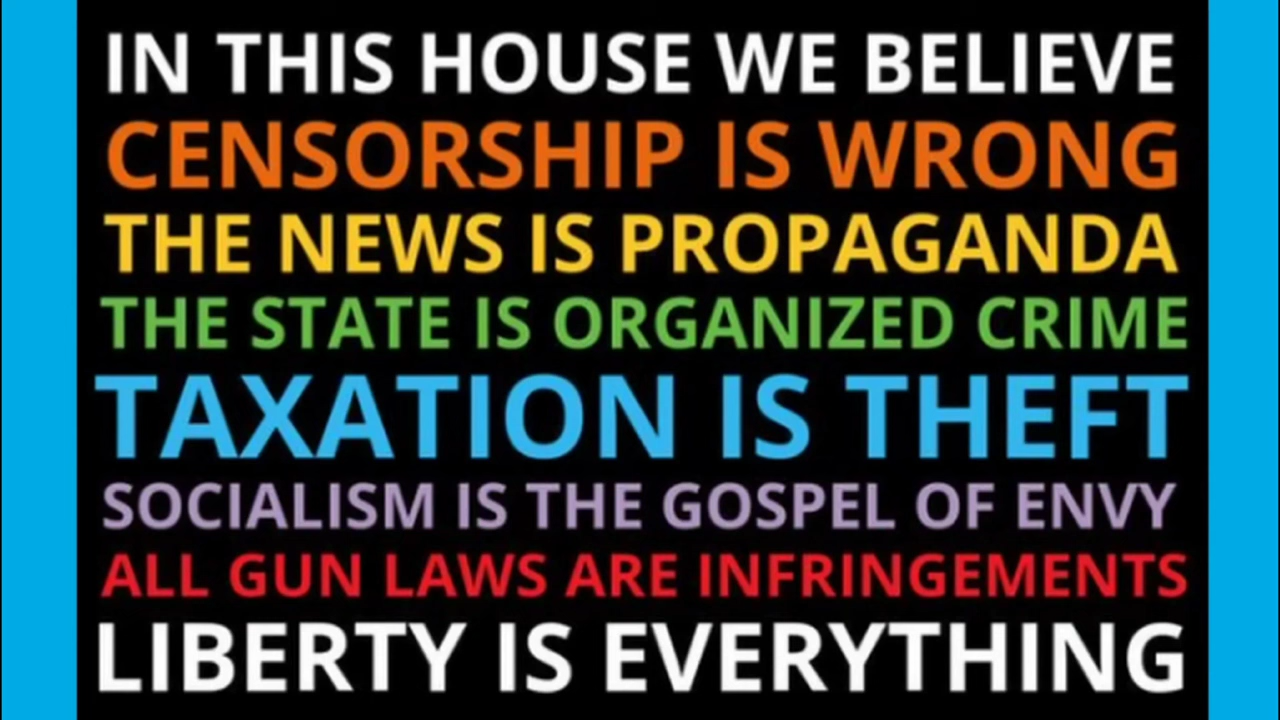 IN THIS HOUSE WE BELIEVE
CENSORSHIP IS WRONG
THE NEWS IS PROPAGANDA
THE STATE IS ORGANIZED CRIME
TAXATION IS THEFT
SOCIALISM IS THE GOSPEL OF ENVY
ALL GUN LAWS ARE INFRINGEMENTS
LIBERTY IS EVERYTHING